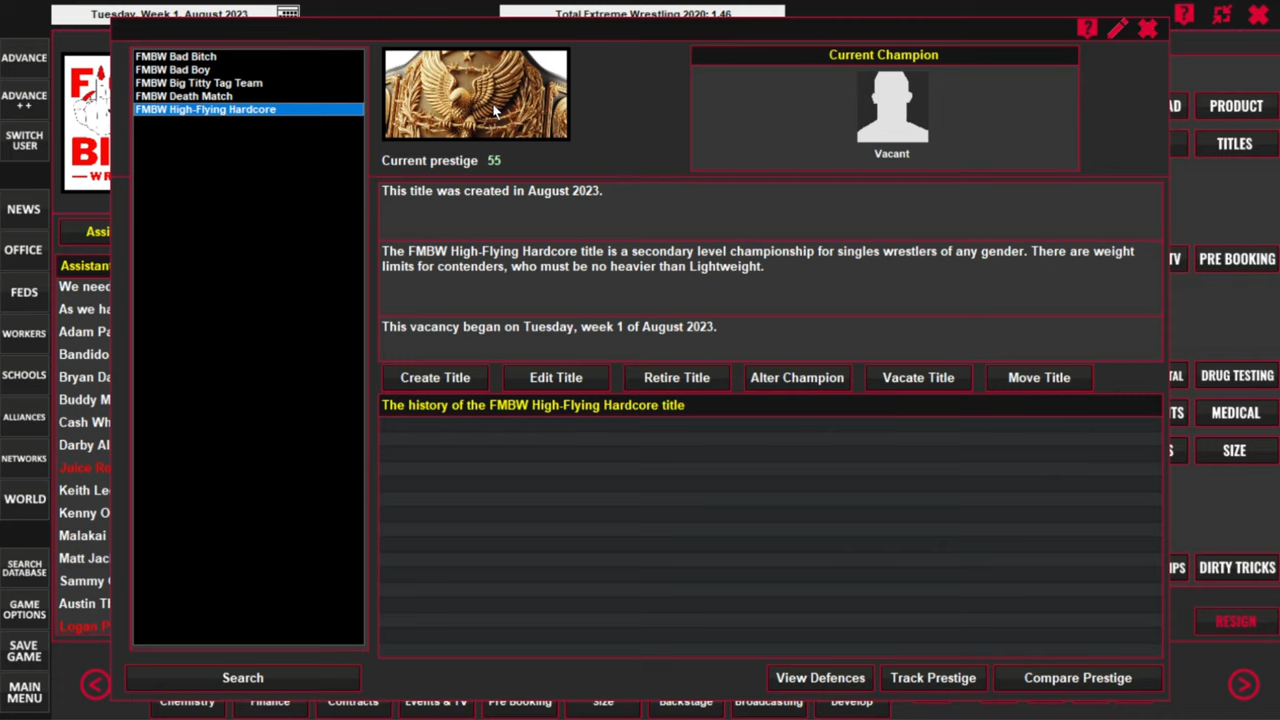 Tuesday, Week 1, August 2023
Total Extreme Wrestling 2020: 1.46
ADVANCE
ADVANCE
++
SWITCH
USER
NEWS
OFFICE
FEDS
WORKERS
SCHOOLS
ALLIANCES
NETWORKS
WORLD
SEARCH
DATABASE
GAME
OPTIONS
SAVE
GAME
MAIN
MENU
Assi
Assistant
We need
As we ha
Adam Pa
Bandido
Bryan Da
Buddy M
Cash Wh
Darby Al
Juice Ro
Keith Lee
Kenny O
Malakai
Matt Jac
Sammy G
Austin Th
Logan P
FMBW Bad Bitch
FMBW Bad Boy
FMBW Big Titty Tag Team
FMBW Death Match
FMBW High-Flying Hardcore
Search
Current prestige 55
Current Champion
Vacant
This title was created in August 2023.
The FMBW High-Flying Hardcore title is a secondary level championship for singles wrestlers of any gender. There are weight
limits for contenders, who must be no heavier than Lightweight.
This vacancy began on Tuesday, week 1 of August 2023.
Create Title
Edit Title
Retire Title
Alter Champion
Vacate Title
Move Title
The history of the FMBW High-Flying Hardcore title
View Defences
Track Prestige
Compare Prestige
PRODUCT
TITLES
TV
PRE BOOKING
DRUG TESTING
MEDICAL
SIZE
DIRTY TRICKS
RESIGN
Chemistry
Finance
Contracts
Events & TV
Pre Booking
Size
Backstage
Broadcasting
Develop